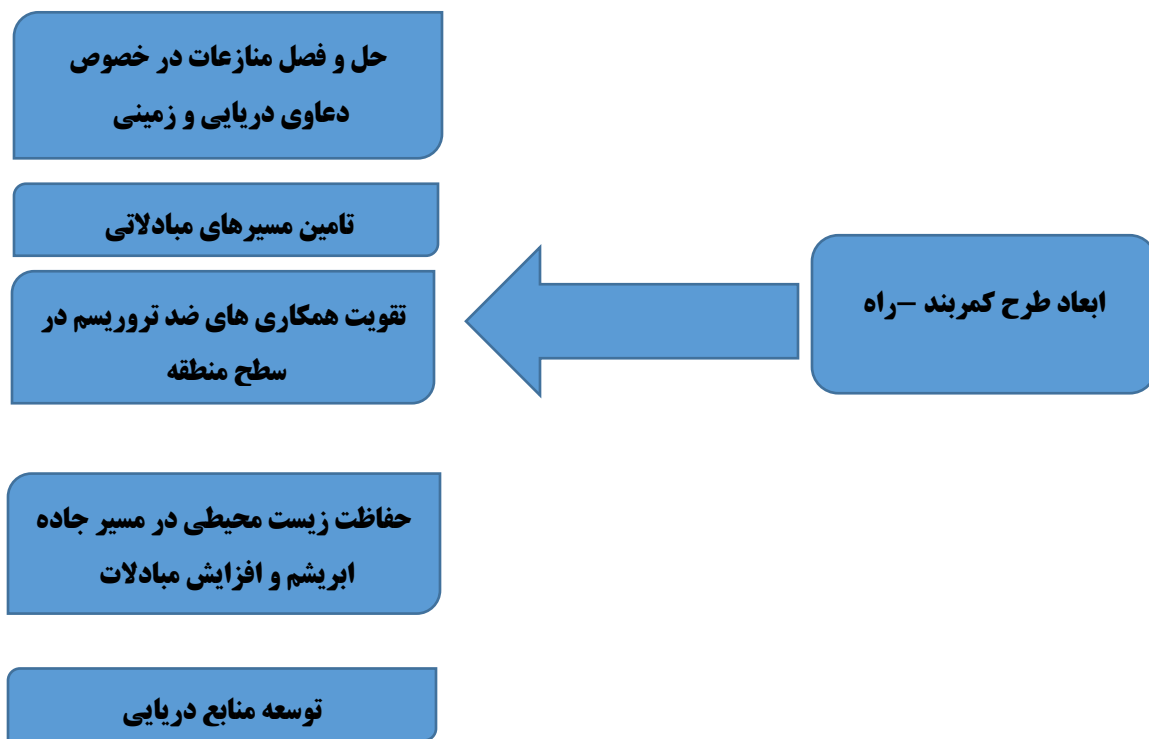 حل و فصل منازعات در خصوص
دعاوی دریایی و زمینی
تامین مسیرهای مبادلاتی
ابعاد طرح کمربند –راه
تقویت همکاری های ضد تروریسم در
سطح منطقه
حفاظت زیست محیطی در مسیر جاده
ابریشم و افزایش مبادلات
توسعه منابع دریایی